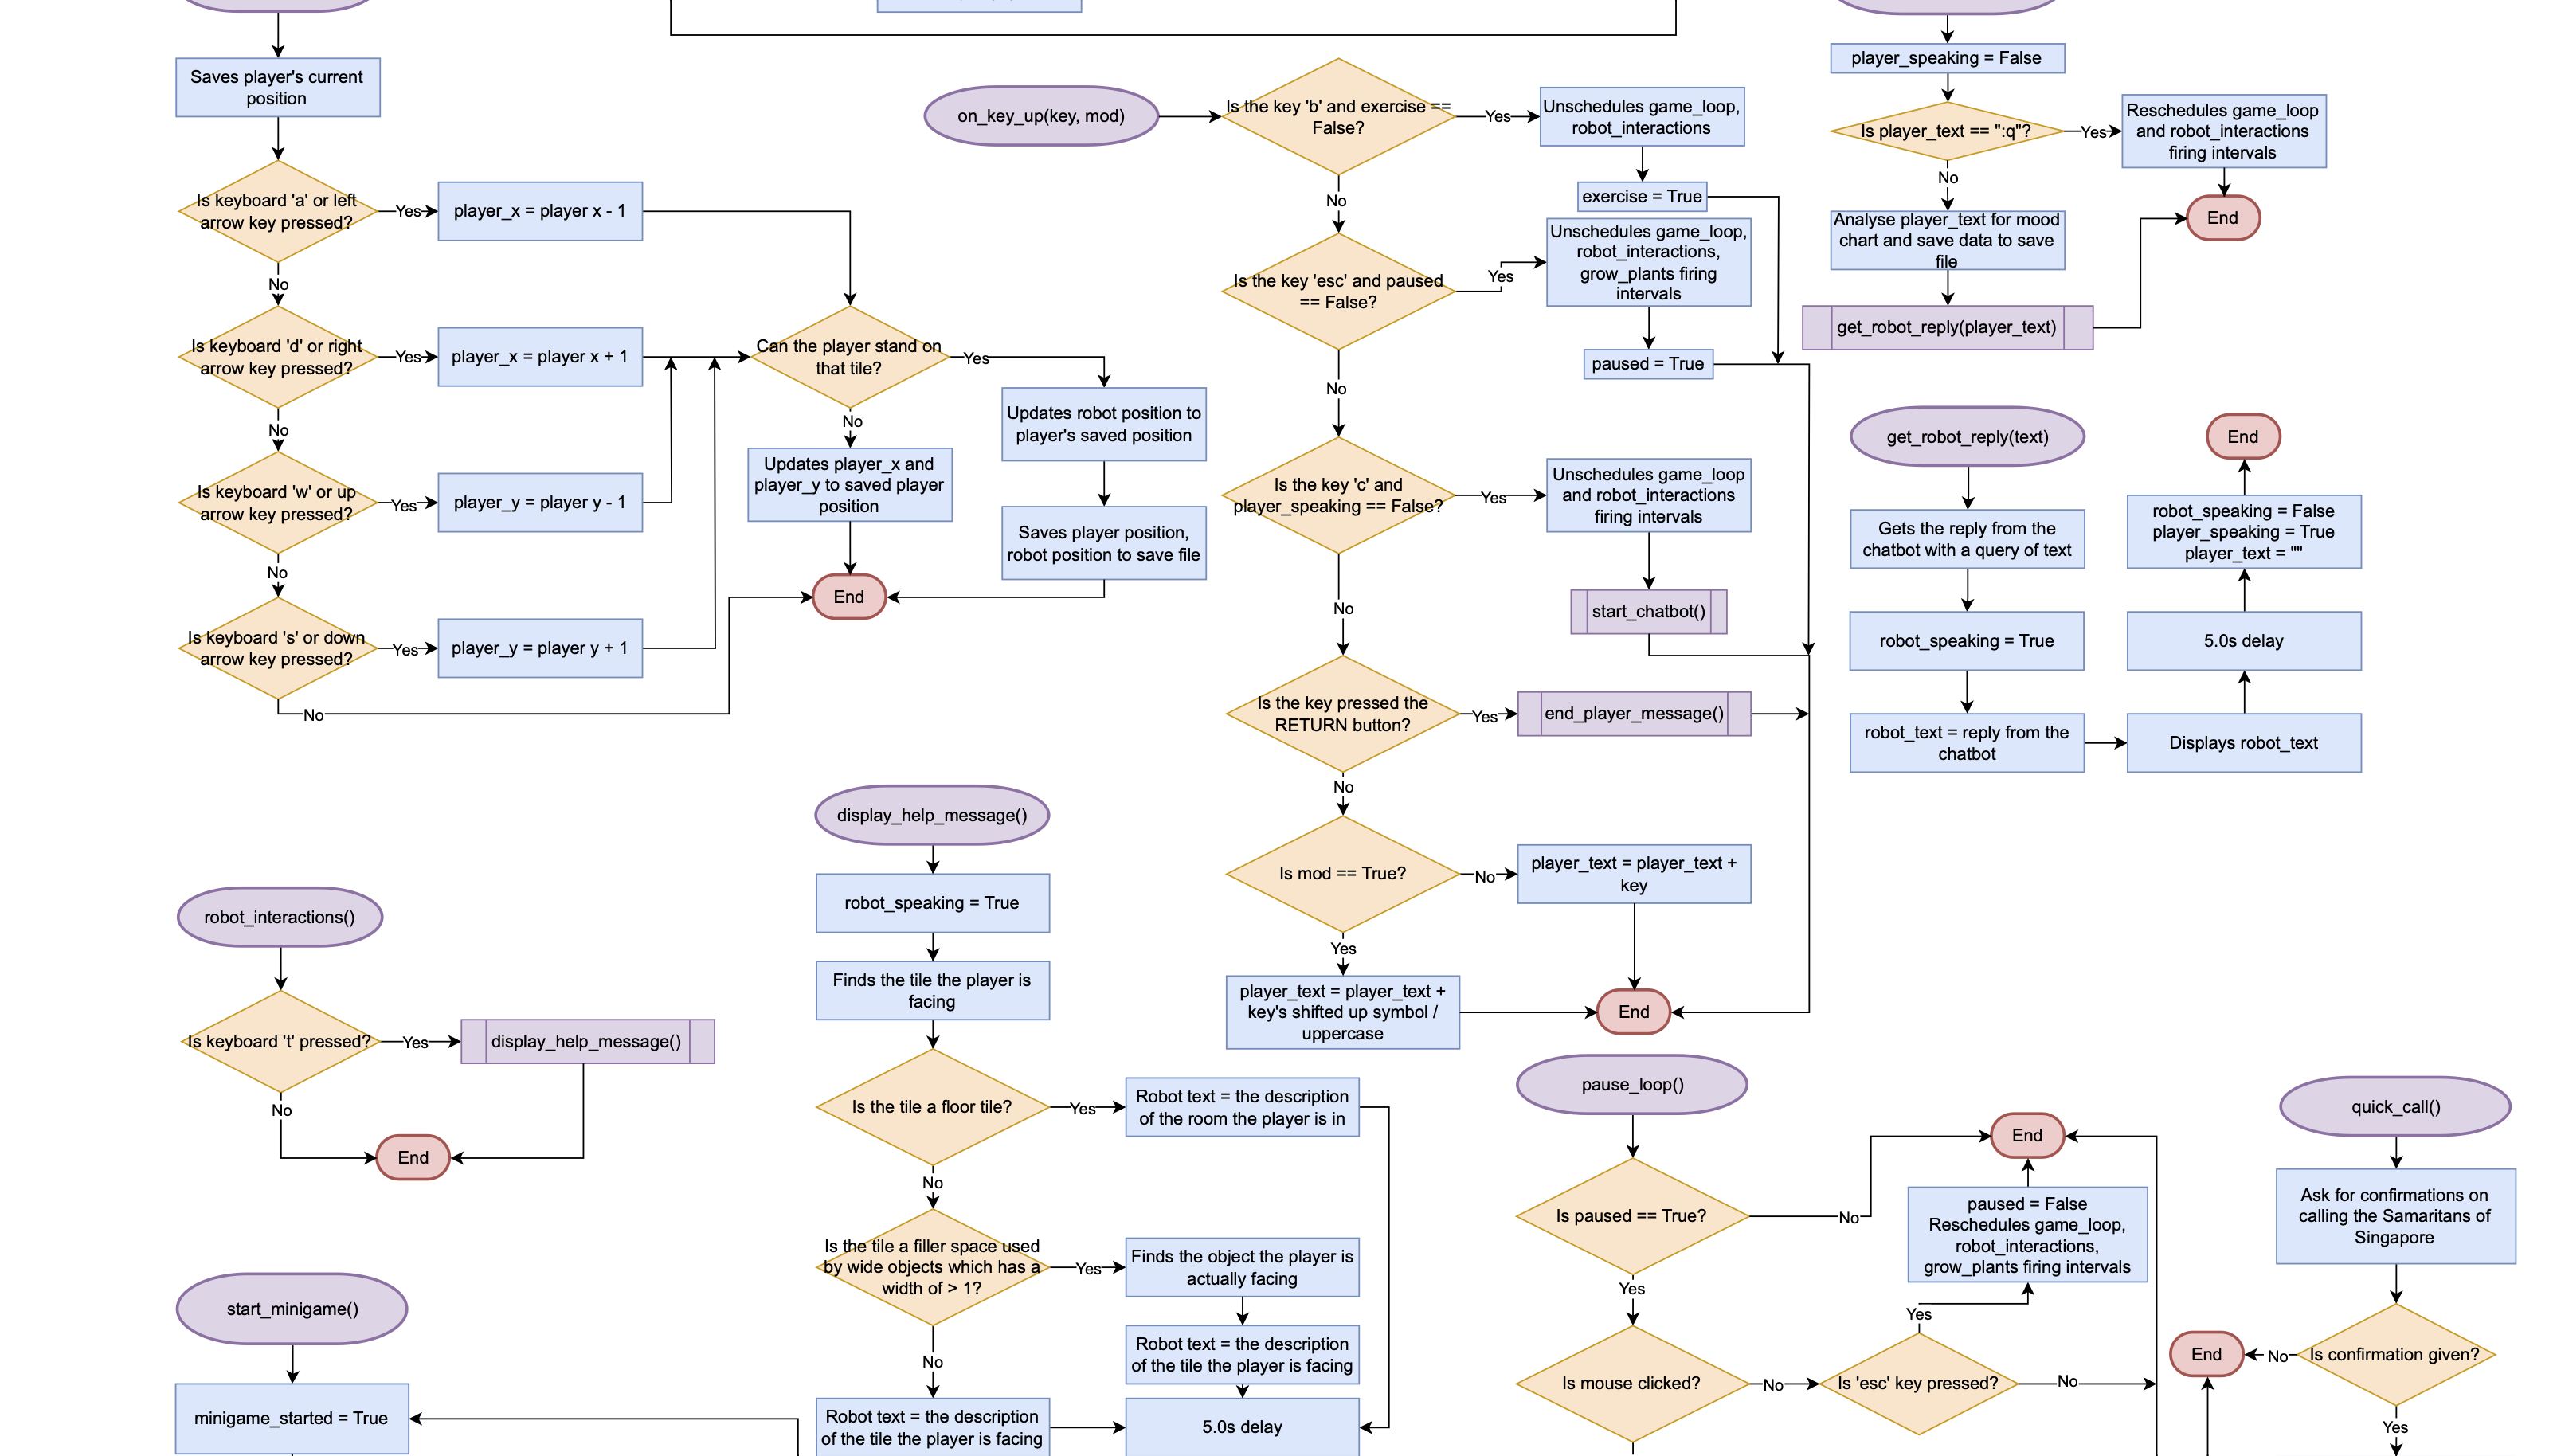 Saves player's current
position
Is keyboard 'a' or left
arrow key pressed?
Yes
player_x = player x - 1
No
Is keyboard 'd' or right
arrow key pressed?
Yes
player_x = player x + 1
No
Is keyboard 'w' or up
arrow key pressed?
Yes
player_y = player y - 1
No
Is keyboard 's' or down
arrow key pressed?
Yes
player_y = player y + 1
No
Can the player stand on
that tile?
Yes
No
Updates player_x and
player_y to saved player
position
Updates robot position to
player's saved position
Saves player position,
robot position to save file
End
on_key_up(key, mod)
Is the key 'b' and exercise ==
False?
Yes
Unschedules game_loop,
robot_interactions
exercise = True
No
Is the key 'esc' and paused
== False?
Yes
Unschedules game_loop,
robot_interactions,
grow_plants firing
intervals
paused = True
No
Is the key 'c' and
player_speaking == False?
Yes
Unschedules game_loop
and robot_interactions
firing intervals
start_chatbot()
No
Is the key pressed the
RETURN button?
Yes
end_player_message()
No
Is mod == True?
No
player_text = player_text +
key
Yes
player_text = player_text +
key's shifted up symbol /
uppercase
End
player_speaking = False
Is player_text == ":q"?
Yes
Reschedules game_loop
and robot_interactions
firing intervals
End
No
Analyse player_text for mood
chart and save data to save
file
get_robot_reply(player_text)
get_robot_reply(text)
Gets the reply from the
chatbot with a query of text
robot_speaking = True
robot_text = reply from the
chatbot
Displays robot_text
5.0s delay
robot_speaking = False
player_speaking = True
player_text = ""
End
robot_interactions()
Is keyboard 't' pressed?
Yes
display_help_message()
No
End
display_help_message()
robot_speaking = True
Finds the tile the player is
facing
Is the tile a floor tile?
Yes
Robot text = the description
of the room the player is in
No
Is the tile a filler space used
by wide objects which has a
width of > 1?
Yes
Finds the object the player is
actually facing
Robot text = the description
of the tile the player is facing
No
Robot text = the description
of the tile the player is facing
5.0s delay
start_minigame()
minigame_started = True
pause_loop()
Is paused == True?
No
End
paused = False
Reschedules game_loop,
robot_interactions,
grow_plants firing intervals
Yes
Yes
Is mouse clicked?
No
Is 'esc' key pressed?
No
quick_call()
Ask for confirmations on
calling the Samaritans of
Singapore
Is confirmation given?
No
End
Yes